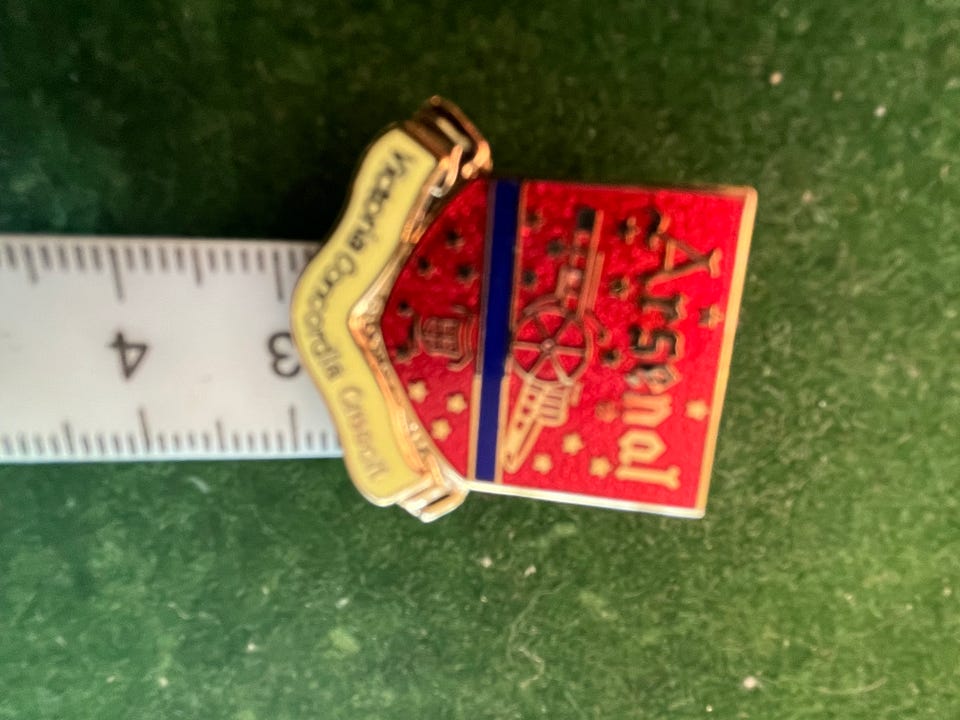 Arsenal
Victoria Concordia Crescit
3
4